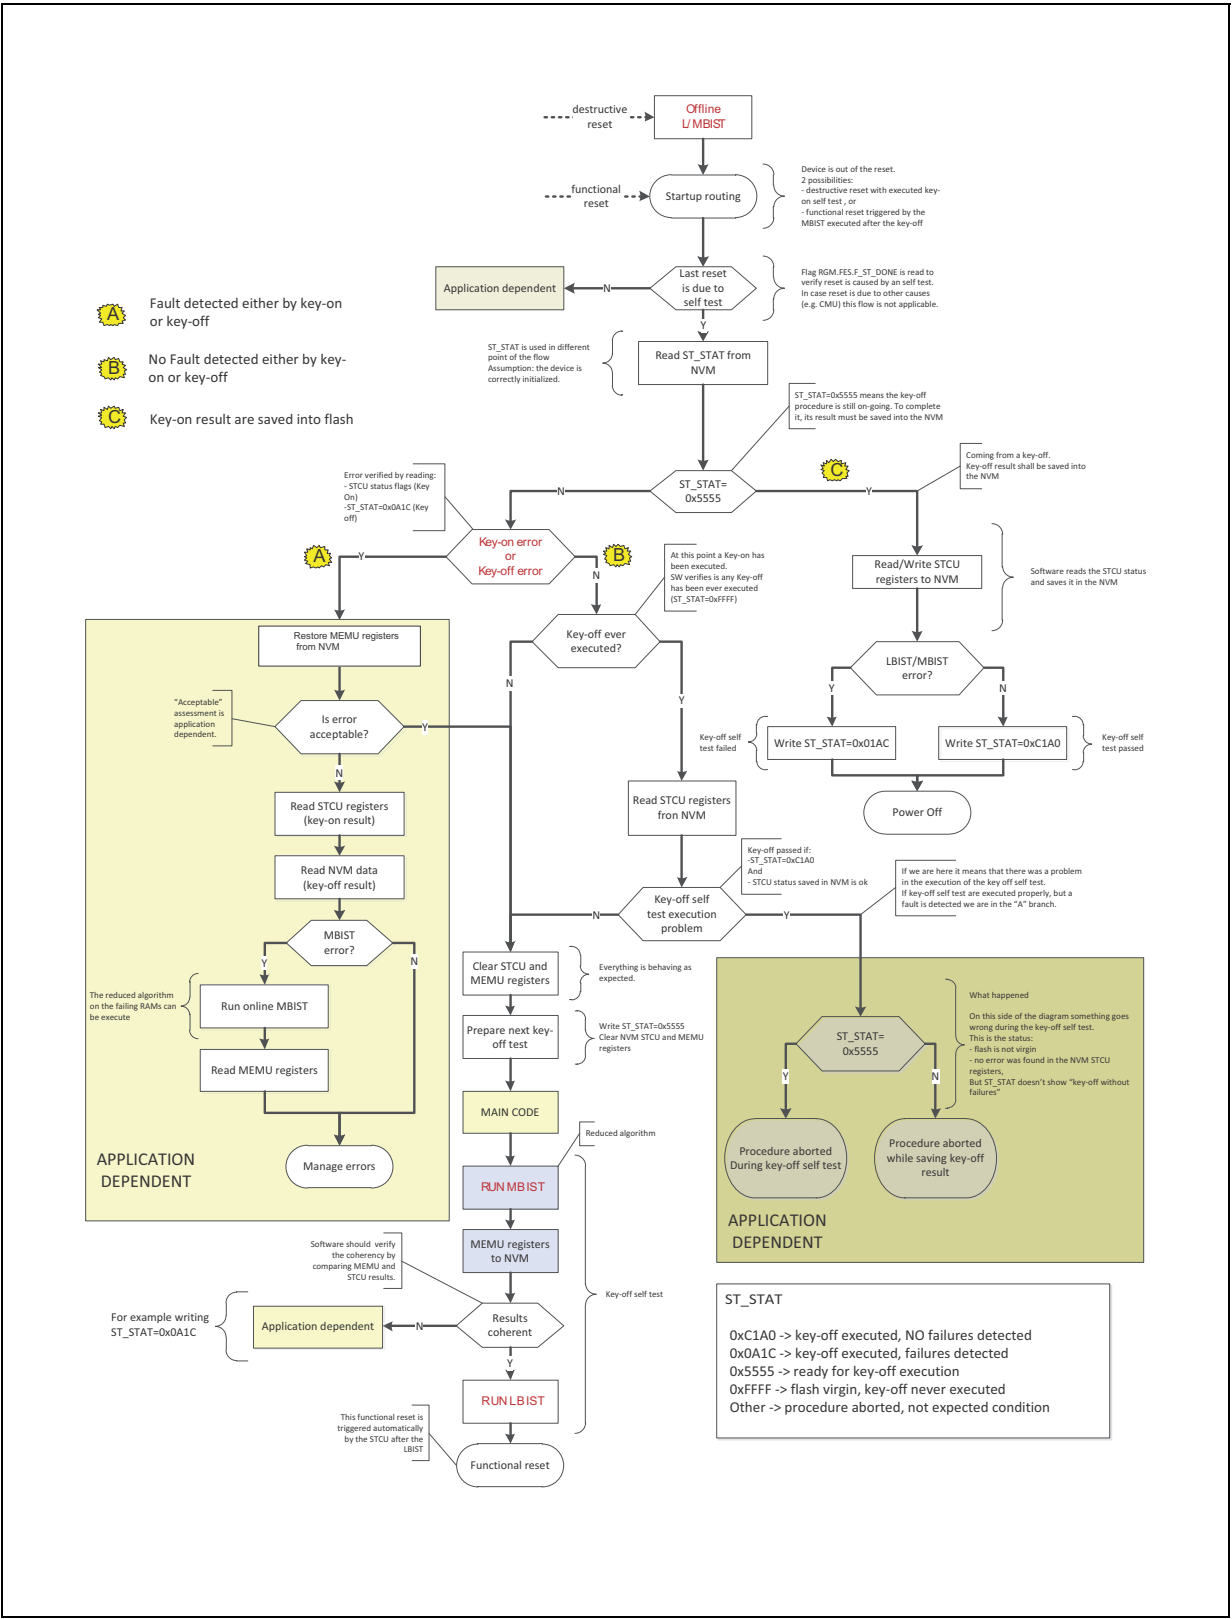 destructive
reset
Offline
L/MBIST
functional
reset
Startup routing
Device is out of the reset.
2 possibilities:
- destructive reset with executed key-
on self test , or
- functional reset triggered by the
MBIST executed after the key-off
Application dependent
N
Last reset
is due to
self test
Flag RGM.FES.F_ST_DONE is read to
verify reset is caused by an self test.
In case reset is due to other causes
(e.g. CMU) this flow is not applicable.
Y
A
Fault detected either by key-on
or key-off
B
No Fault detected either by key-
on or key-off
C
Key-on result are saved into flash
ST_STAT is used in different
point of the flow
Assumption: the device is
correctly initialized.
Read ST_STAT from
NVM
ST_STAT=0x5555 means the key-off
procedure is still on-going. To complete
it, its result must be saved into the NVM
Error verified by reading:
- STCU status flags (Key
On)
-ST_STAT=0x0A1C (Key
off)
N
ST_STAT=
0x5555
C
Y
Coming from a key-off.
Key-off result shall be saved into
the NVM
A
Y
Key-on error
or
Key-off error
B
N
At this point a Key-on has
been executed.
SW verifies is any Key-off
has been ever executed
(ST_STAT=0xFFFF)
Read/Write STCU
registers to NVM
Software reads the STCU status
and saves it in the NVM
Restore MEMU registers
from NVM
Key-off ever
executed?
N
Y
LBIST/MBIST
error?
Y
N
"Acceptable"
assessment is
application
dependent.
Is error
acceptable?
Y
N
Key-off self
test failed
Write ST_STAT=0x01AC
Write ST_STAT=0xC1A0
Key-off self
test passed
Power Off
Read STCU registers
(key-on result)
Read STCU registers
fron NVM
Read NVM data
(key-off result)
Key-off passed if:
-ST_STAT=0xC1A0
And
- STCU status saved in NVM is ok
If we are here it means that there was a problem
in the execution of the key off self test.
If key-off self test are executed properly, but a
fault is detected we are in the "A" branch.
N
Key-off self
test execution
problem
Y
MBIST
error?
Y
N
The reduced algorithm
on the failing RAMs can
be execute
Run online MBIST
Read MEMU registers
Manage errors
APPLICATION
DEPENDENT
Clear STCU and
MEMU registers
Everything is behaving as
expected.
Prepare next key-
off test
Write ST_STAT=0x5555
Clear NVM STCU and MEMU
registers
MAIN CODE
Reduced algorithm
RUN MBIST
MEMU registers
to NVM
Software should verify
the coherency by
comparing MEMU and
STCU results.
Key-off self test
For example writing
ST_STAT=0x0A1C
Application dependent
N
Results
coherent
Y
RUN LBIST
This functional reset is
triggered automatically
by the STCU after the
LBIST
Functional reset
What happened
On this side of the diagram something goes
wrong during the key-off self test.
This is the status:
- flash is not virgin
- no error was found in the NVM STCU
registers,
But ST_STAT doesn't show "key-off without
failures"
ST_STAT=
0x5555
Y
N
Procedure aborted
During key-off self test
Procedure aborted
while saving key-off
result
APPLICATION
DEPENDENT
ST_STAT
0xC1A0 -> key-off executed, NO failures detected
0x0A1C -> key-off executed, failures detected
0x5555 -> ready for key-off execution
0xFFFF -> flash virgin, key-off never executed
Other -> procedure aborted, not expected condition